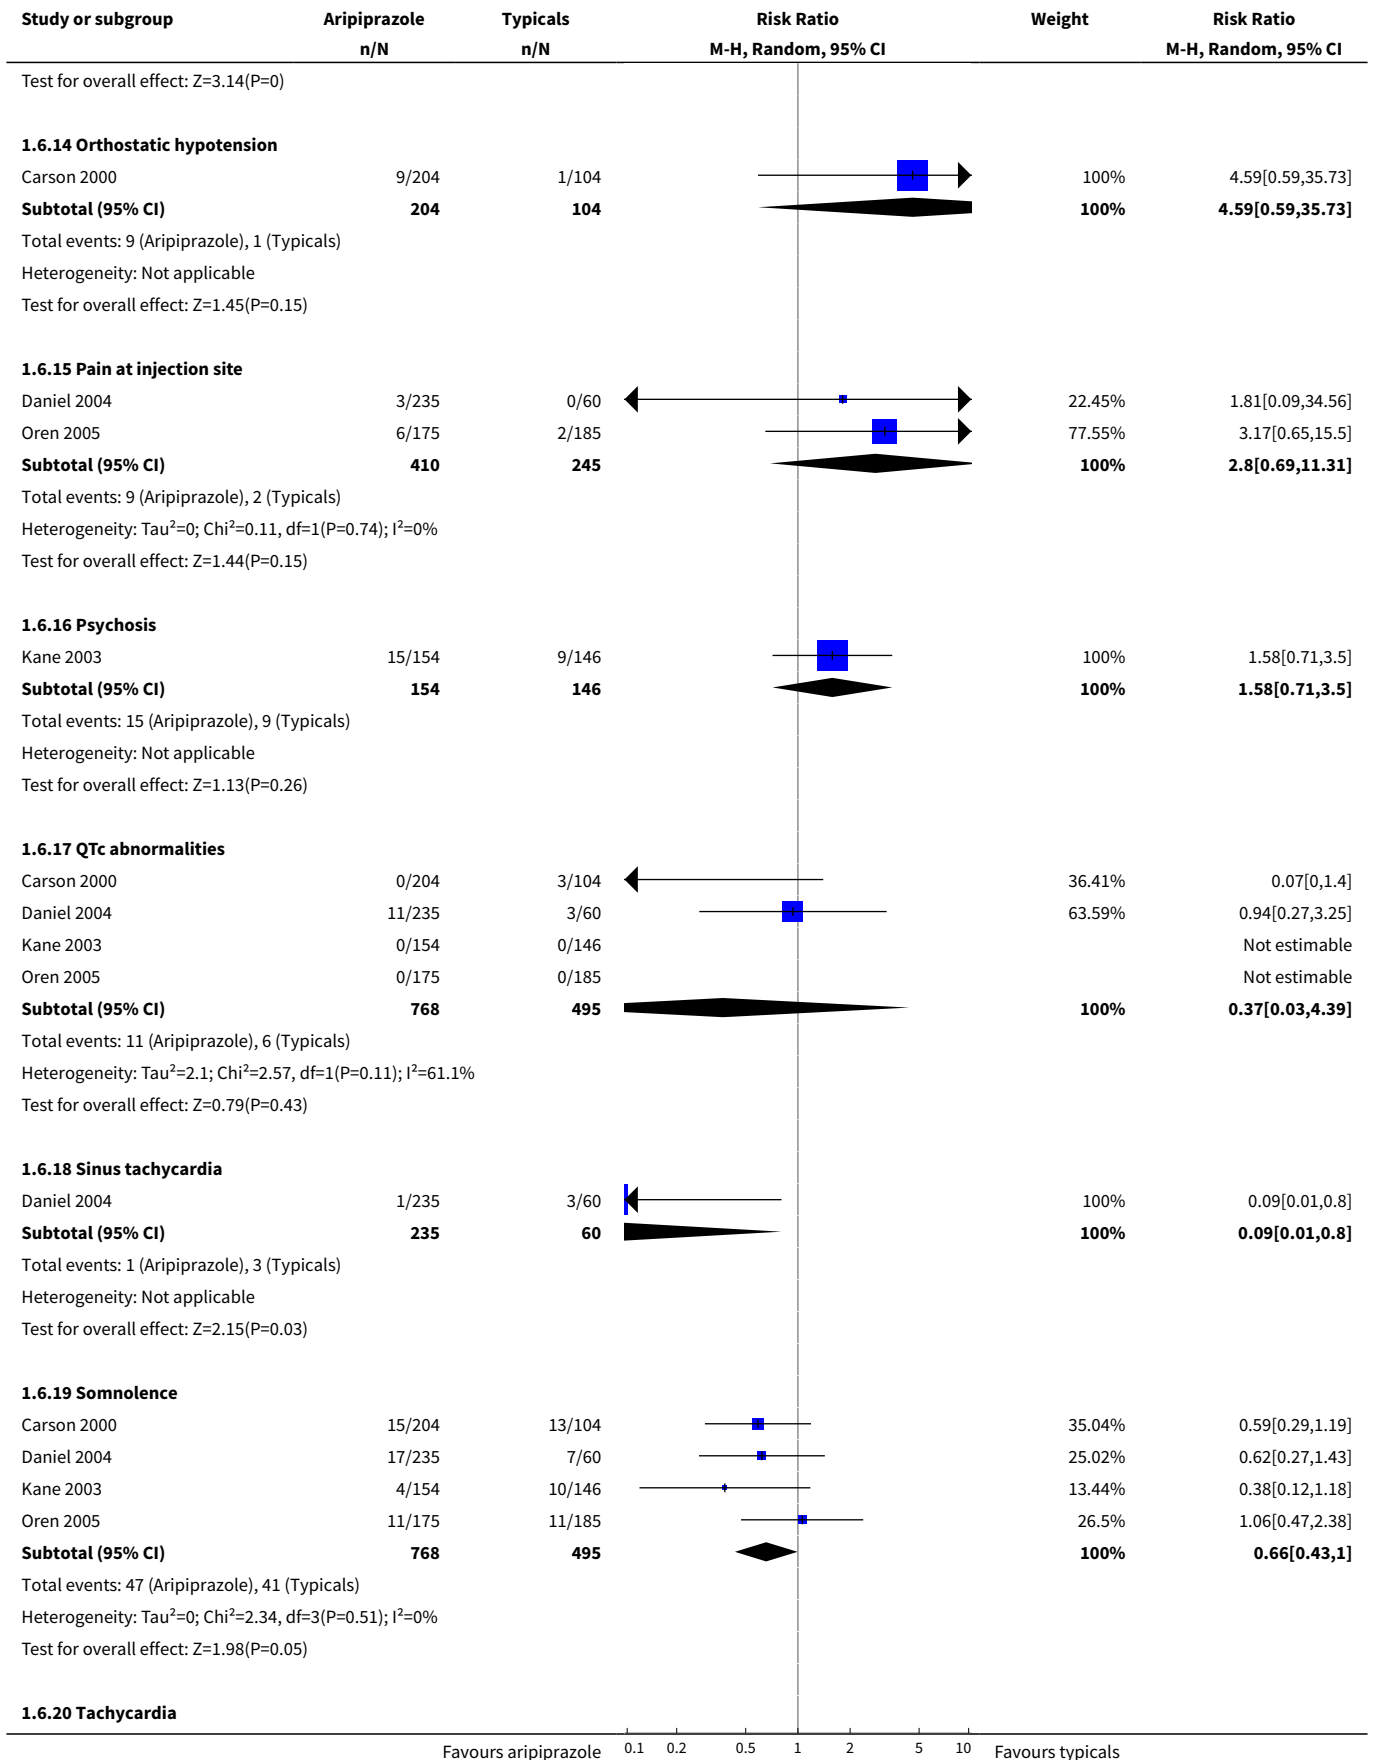 Study or subgroup Aripiprazole Typicals Risk Ratio Weight Risk Ratio
n/N n/N M-H, Random, 95% CI M-H, Random, 95% CI
Test for overall effect: Z=3.14(P=0)
1.6.14 Orthostatic hypotension
Carson 2000 9/204 1/104 100% 4.59[0.59,35.73]
Subtotal (95% CI) 204 104 100% 4.59[0.59,35.73]
Total events: 9 (Aripiprazole), 1 (Typicals)
Heterogeneity: Not applicable
Test for overall effect: Z=1.45(P=0.15)
1.6.15 Pain at injection site
Daniel 2004 3/235 0/60 22.45% 1.81[0.09,34.56]
Oren 2005 6/175 2/185 77.55% 3.17[0.65,15.5]
Subtotal (95% CI) 410 245 100% 2.8[0.69,11.31]
Total events: 9 (Aripiprazole), 2 (Typicals)
Heterogeneity: Tau²=0; Chi²=0.11, df=1(P=0.74); I²=0%
Test for overall effect: Z=1.44(P=0.15)
1.6.16 Psychosis
Kane 2003 15/154 9/146 100% 1.58[0.71,3.5]
Subtotal (95% CI) 154 146 100% 1.58[0.71,3.5]
Total events: 15 (Aripiprazole), 9 (Typicals)
Heterogeneity: Not applicable
Test for overall effect: Z=1.13(P=0.26)
1.6.17 QTc abnormalities
Carson 2000 0/204 3/104 36.41% 0.07[0,1.4]
Daniel 2004 11/235 3/60 63.59% 0.94[0.27,3.25]
Kane 2003 0/154 0/146 Not estimable
Oren 2005 0/175 0/185 Not estimable
Subtotal (95% CI) 768 495 100% 0.37[0.03,4.39]
Total events: 11 (Aripiprazole), 6 (Typicals)
Heterogeneity: Tau²=2.1; Chi²=2.57, df=1(P=0.11); I²=61.1%
Test for overall effect: Z=0.79(P=0.43)
1.6.18 Sinus tachycardia
Daniel 2004 1/235 3/60 100% 0.09[0.01,0.8]
Subtotal (95% CI) 235 60 100% 0.09[0.01,0.8]
Total events: 1 (Aripiprazole), 3 (Typicals)
Heterogeneity: Not applicable
Test for overall effect: Z=2.15(P=0.03)
1.6.19 Somnolence
Carson 2000 15/204 13/104 35.04% 0.59[0.29,1.19]
Daniel 2004 17/235 7/60 25.02% 0.62[0.27,1.43]
Kane 2003 4/154 10/146 13.44% 0.38[0.12,1.18]
Oren 2005 11/175 11/185 26.5% 1.06[0.47,2.38]
Subtotal (95% CI) 768 495 100% 0.66[0.43,1]
Total events: 47 (Aripiprazole), 41 (Typicals)
Heterogeneity: Tau²=0; Chi²=2.34, df=3(P=0.51); I²=0%
Test for overall effect: Z=1.98(P=0.05)
1.6.20 Tachycardia
Favours aripiprazole 0.1 0.2 0.5 1 2 5 10 Favours typicals